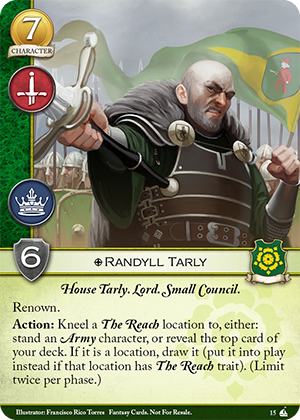 7
CHARACTER
6
RANDYLL TARLY
House Tarly. Lord. Small Council.
Renown.
Action: Kneel a The Reach location to, either:
stand an Army character, or reveal the top card of
your deck. If it is a location, draw it (put it into play
instead if that location has The Reach trait). (Limit
twice per phase.)
Illustrator: Francisco Rico Torres Fantasy Cards. Not For Resale. 15